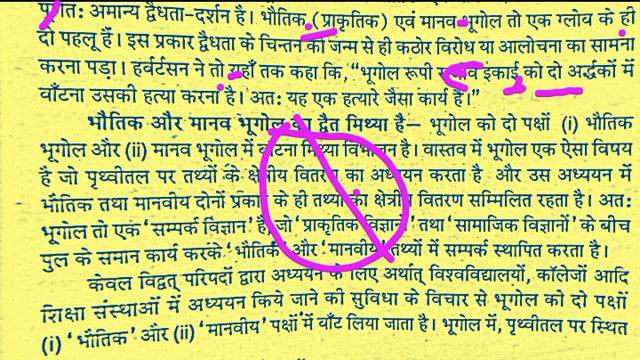 अमान्य द्वैधता-दर्शन है। भौतिक (प्राकृतिक) एवं मानव भूगोल तो एक ग्लोब के ही
दो पहलू हैं। इस प्रकार द्वैधता के चिन्तन को जन्म से ही कठोर विरोध या आलोचना का सामना
करना पड़ा। हर्बर्टसन ने तो यहाँ तक कहा कि, “भूगोल रूपी इकाई को दो अर्द्धकों में
बाँटना उसकी हत्या करना है। अतः यह एक हत्यारे जैसा कार्य है।”
भौतिक और मानव भूगोल का द्वैत मिथ्या है— भूगोल को दो पक्षों (i) भौतिक
भूगोल और (ii) मानव भूगोल में बाँटना मिथ्या विभाजन है। वास्तव में भूगोल एक ऐसा विषय
है जो पृथ्वीतल पर तथ्यों के क्षेत्रीय वितरण का अध्ययन करता है और उस अध्ययन में
भौतिक तथा मानवीय दोनों प्रकार के ही तथ्यों का क्षेत्रीय वितरण सम्मिलित रहता है। अतः
भूगोल तो एक ‘सम्पर्क विज्ञान’ है, जो ‘प्राकृतिक विज्ञान’ तथा ‘सामाजिक विज्ञानों’ के बीच
पुल के समान कार्य करके ‘भौतिक’ और ‘मानवीय’ तथ्यों में सम्पर्क स्थापित करता है।
केवल विद्वत् परिषदों द्वारा अध्ययन के लिए अर्थात् विश्वविद्यालयों, कॉलेजों आदि
शिक्षा संस्थाओं में अध्ययन किये जाने की सुविधा के विचार से भूगोल को दो पक्षों
(i) ‘भौतिक’ और (ii) ‘मानवीय’ पक्षों में बाँट लिया जाता है। भूगोल में, पृथ्वीतल पर स्थित